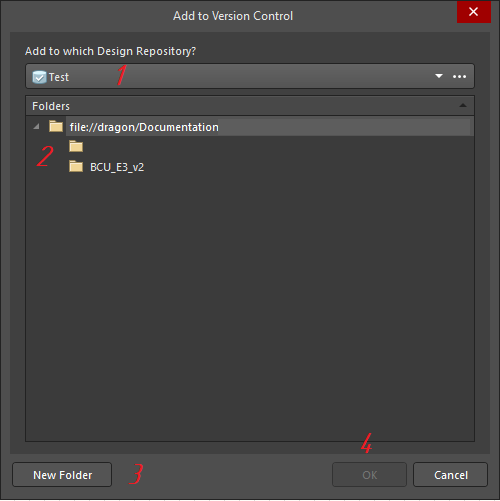 Add to Version Control
Add to which Design Repository?
Test
1
Folders
file://dragon/Documentation
2
BCU_E3_v2
4
New Folder
3
OK
Cancel